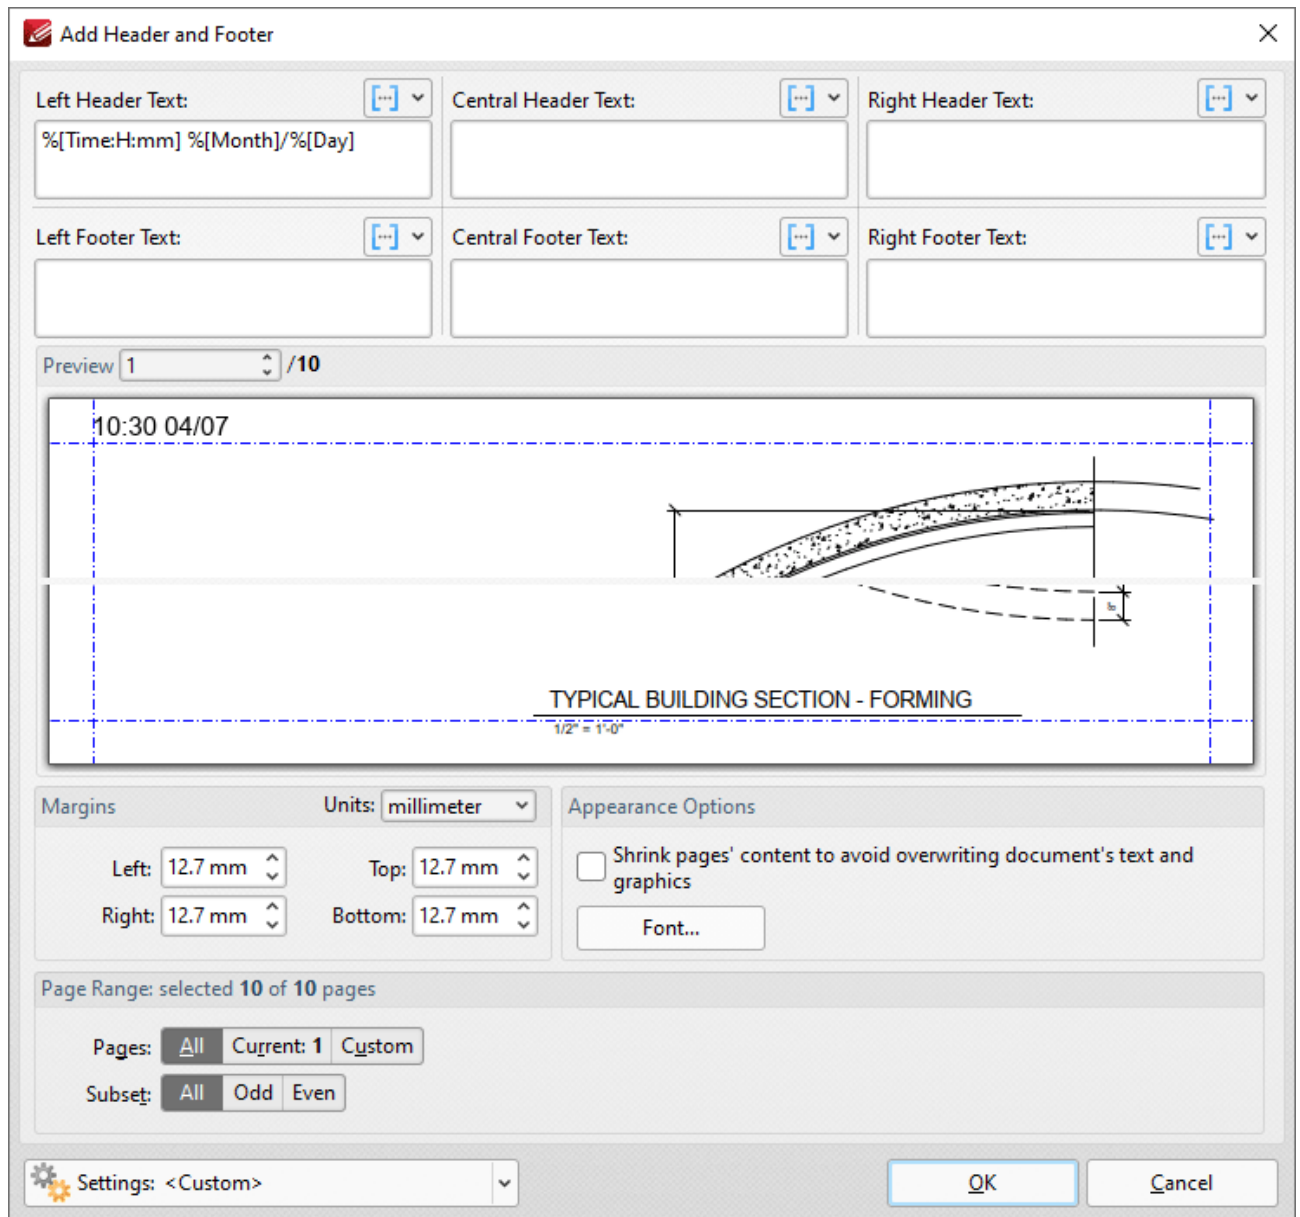 Add Header and Footer
Left Header Text:
Central Header Text:
Right Header Text:
%[Time:H:mm] %[Month]/%[Day]
Left Footer Text:
Central Footer Text:
Right Footer Text:
Preview 1 /10
10:30 04/07
8"
TYPICAL BUILDING SECTION - FORMING
1/2" = 1'-0"
Margins
Units: millimeter
Left: 12.7 mm
Top: 12.7 mm
Right: 12.7 mm
Bottom: 12.7 mm
Appearance Options
Shrink pages' content to avoid overwriting document's text and
graphics
Font...
Page Range: selected 10 of 10 pages
Pages: All Current: 1 Custom
Subset: All Odd Even
Settings: <Custom>
OK
Cancel